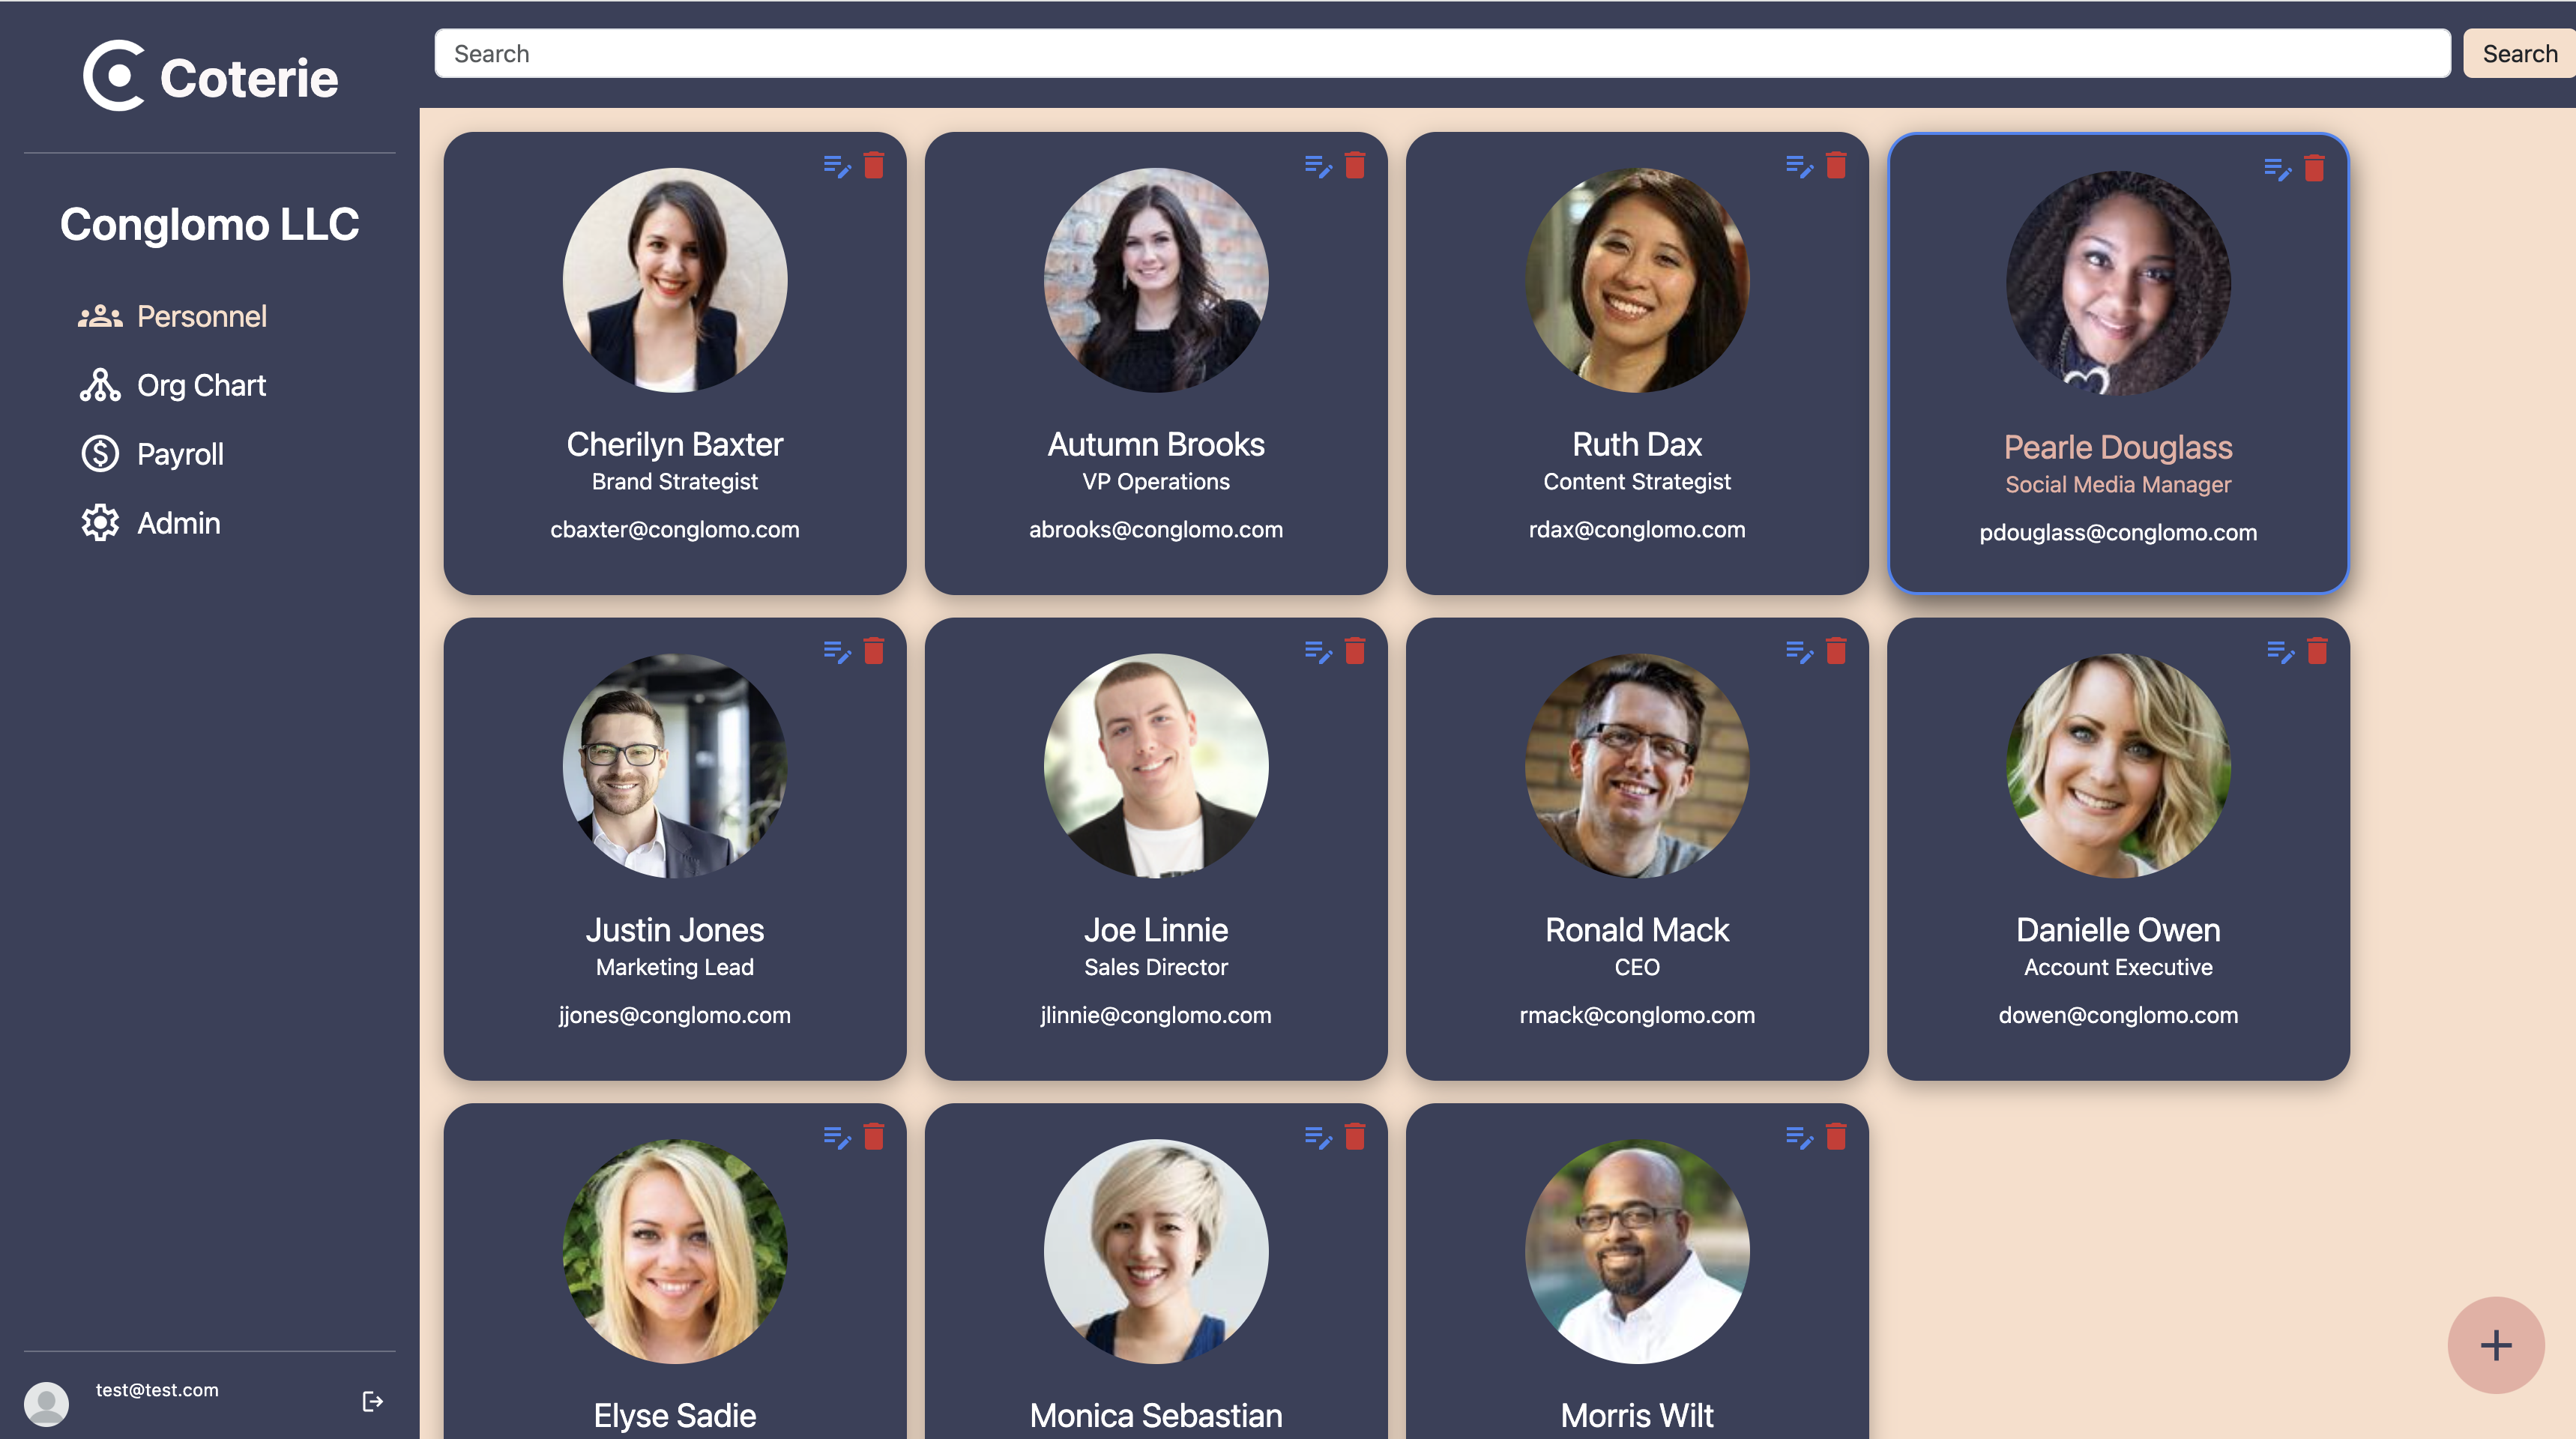 Coterie
Search
Search
Conglomo LLC
Personnel
Org Chart
Payroll
Admin
test@test.com
Cherilyn Baxter
Brand Strategist
cbaxter@conglomo.com
Autumn Brooks
VP Operations
abrooks@conglomo.com
Ruth Dax
Content Strategist
rdax@conglomo.com
Pearle Douglass
Social Media Manager
pdouglass@conglomo.com
Justin Jones
Marketing Lead
jjones@conglomo.com
Joe Linnie
Sales Director
jlinnie@conglomo.com
Ronald Mack
CEO
rmack@conglomo.com
Danielle Owen
Account Executive
dowen@conglomo.com
Elyse Sadie
Monica Sebastian
Morris Wilt